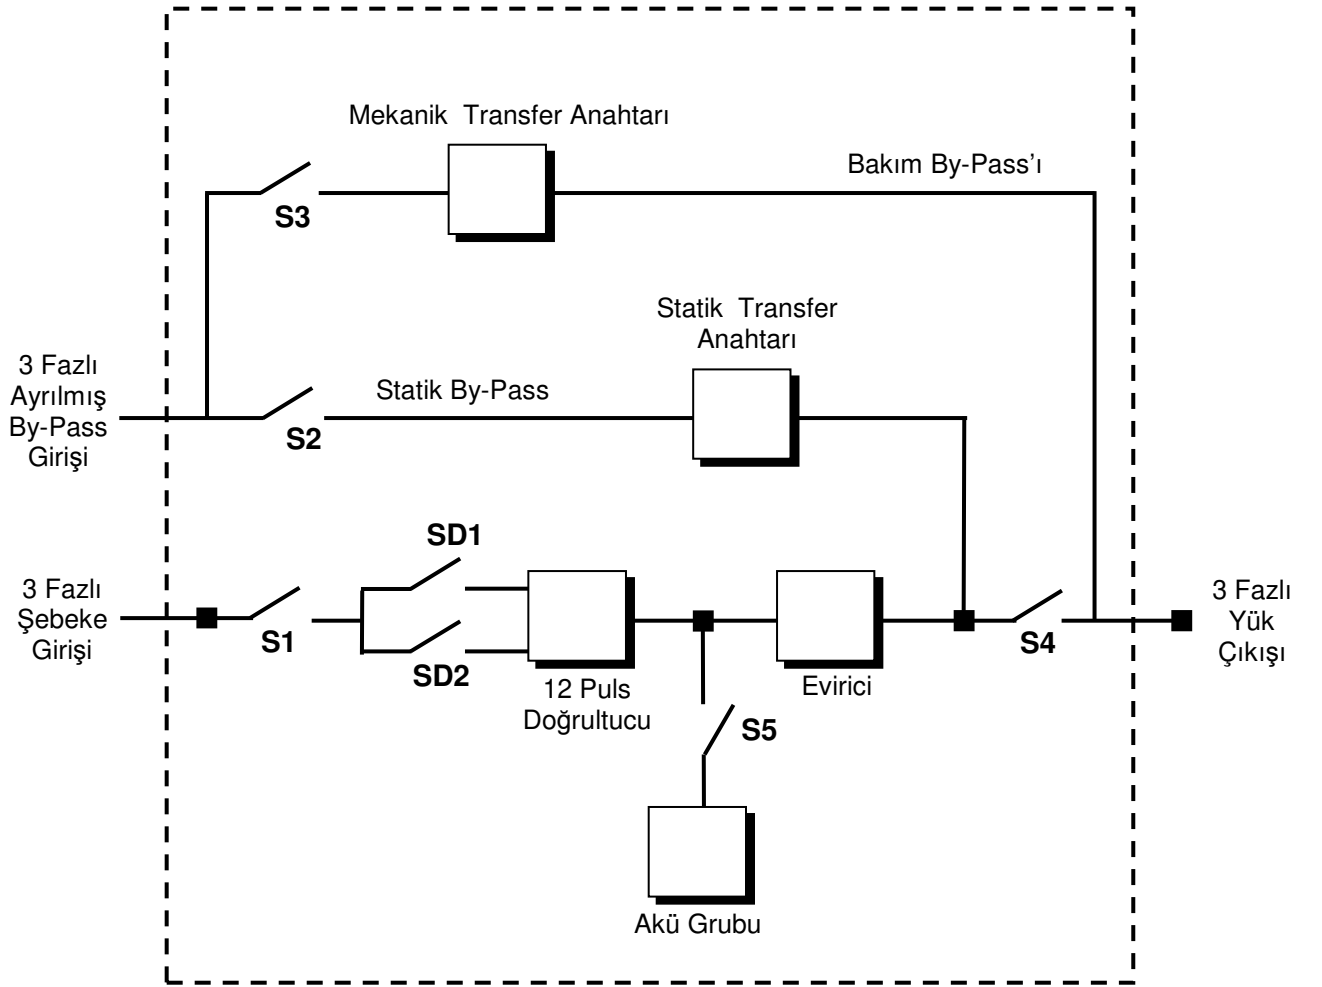 Mekanik Transfer Anahtarı
Bakım By-Pass’ı
S3
Statik Transfer
Anahtarı
3 Fazlı
Ayrılmış
By-Pass
Girişi
Statik By-Pass
S2
SD1
3 Fazlı
Şebeke
Girişi
S1
SD2
12 Puls
Doğrultucu
Evirici
S4
3 Fazlı
Yük
Çıkışı
S5
Akü Grubu